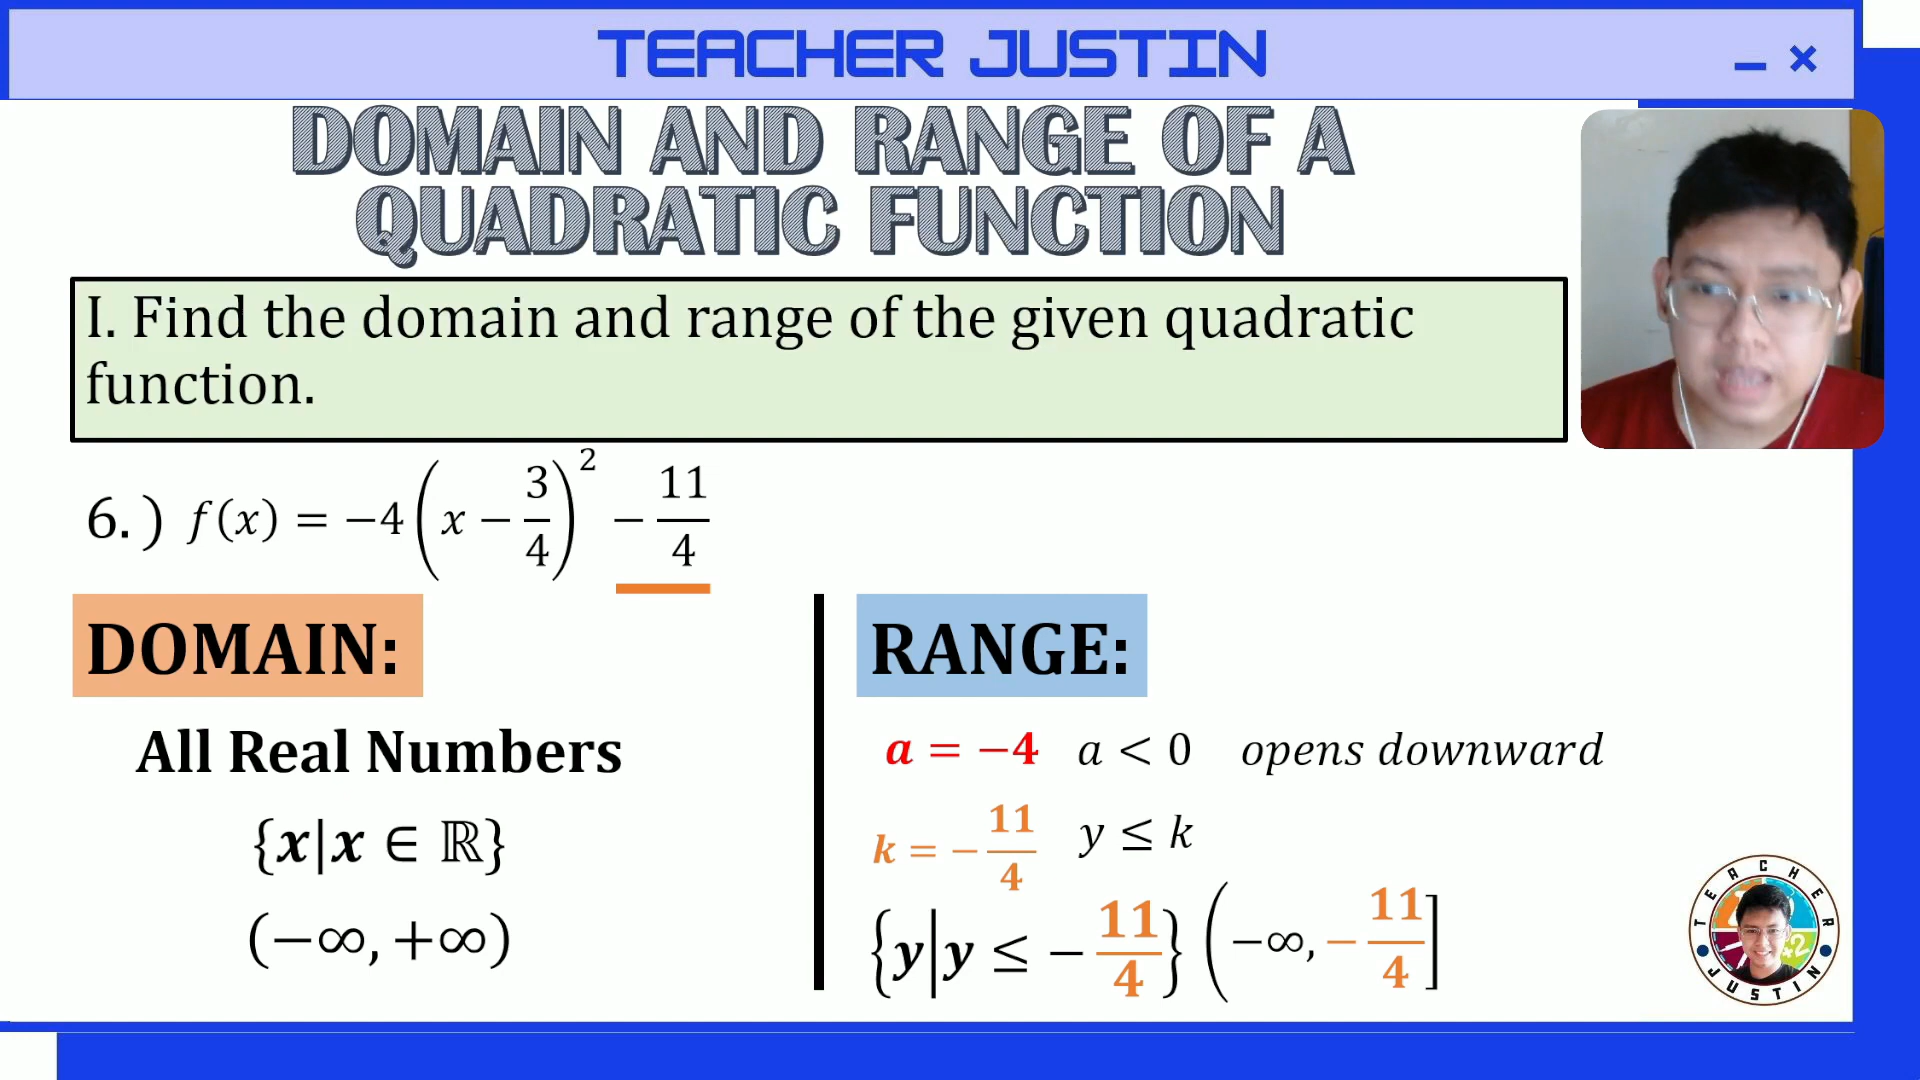 TEACHER JUSTIN
DOMAIN AND RANGE OF A
QUADRATIC FUNCTION
I. Find the domain and range of the given quadratic
function.
6.) f(x) = −4(x − 3/4)² − 11/4
DOMAIN:
All Real Numbers
{x|x ∈ ℝ}
(−∞, +∞)
RANGE:
a = −4 a < 0 opens downward
k = − 11/4 y ≤ k
{y|y ≤ − 11/4} (−∞, − 11/4]
TEACHER
JUSTIN